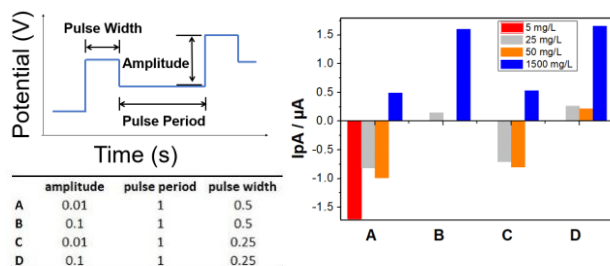 Potential (V)
Pulse Width
Amplitude
Pulse Period
Time (s)
amplitude pulse period pulse width
A 0.01 1 0.5
B 0.1 1 0.5
C 0.01 1 0.25
D 0.1 1 0.25
IpA / μA
1.5
1.0
0.5
0.0
-0.5
-1.0
-1.5
5 mg/L
25 mg/L
50 mg/L
1500 mg/L
A B C D